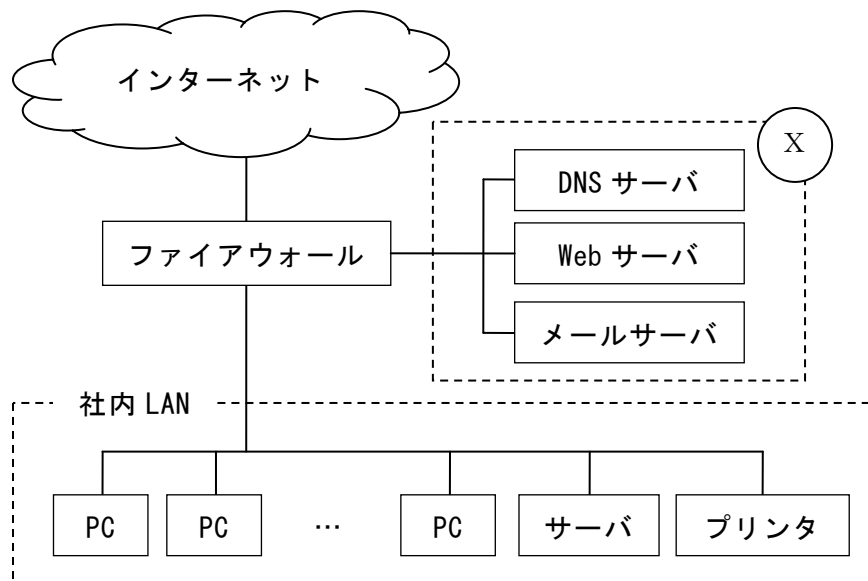 インターネット
X
DNS サーバ
ファイアウォール
Web サーバ
メールサーバ
社内 LAN
PC
PC
…
PC
サーバ
プリンタ